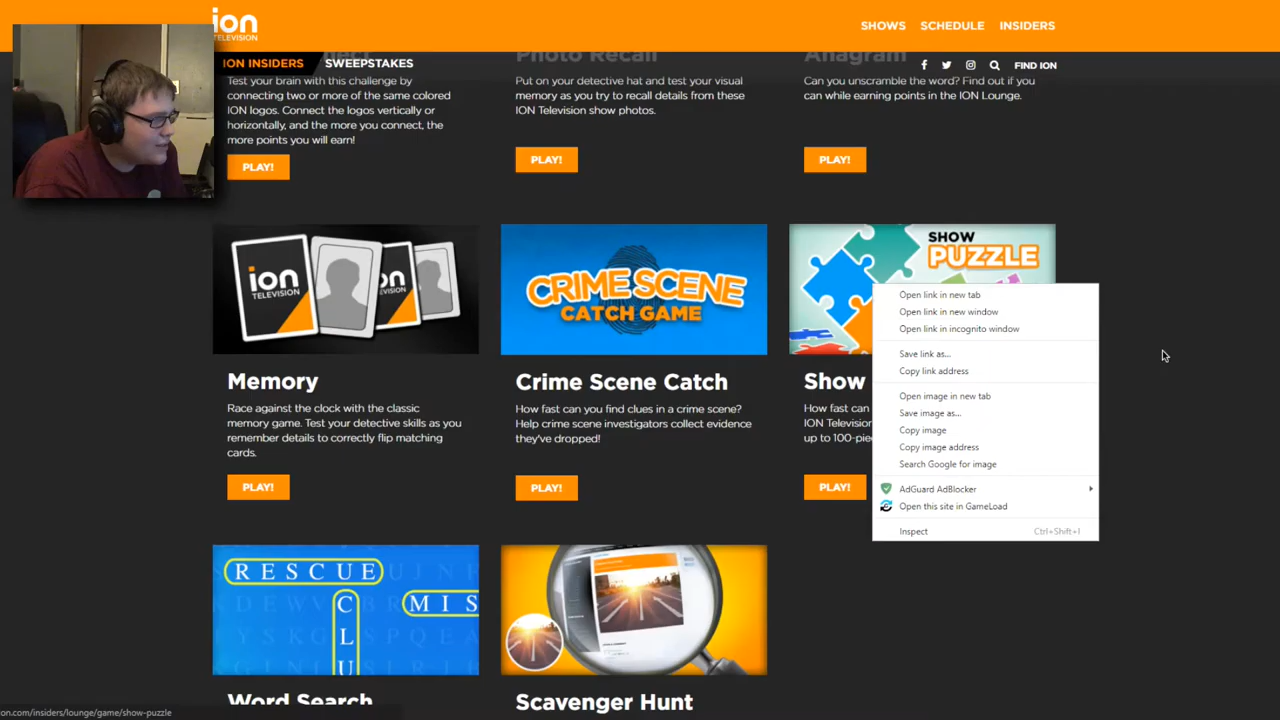 ion
TELEVISION
SHOWS SCHEDULE INSIDERS
ION INSIDERS SWEEPSTAKES
FIND ION
Test your brain with this challenge by
connecting two or more of the same colored
ION logos. Connect the logos vertically or
horizontally, and the more you connect, the
more points you will earn!
PLAY!
Photo Recall
Put on your detective hat and test your visual
memory as you try to recall details from these
ION Television show photos.
PLAY!
Anagram
Can you unscramble the word? Find out if you
can while earning points in the ION Lounge.
PLAY!
ion
TELEVISION
ion
Memory
Race against the clock with the classic
memory game. Test your detective skills as you
remember details to correctly flip matching
cards.
PLAY!
CRIME SCENE
CATCH GAME
Crime Scene Catch
How fast can you find clues in a crime scene?
Help crime scene investigators collect evidence
they've dropped!
PLAY!
SHOW
PUZZLE
Show
How fast can
ION Television
up to 100-pie
PLAY!
Open link in new tab
Open link in new window
Open link in incognito window
Save link as...
Copy link address
Open image in new tab
Save image as...
Copy image
Copy image address
Search Google for image
AdGuard AdBlocker
Open this site in GameLoad
Inspect Ctrl+Shift+I
RESCUE
C
L
U
MIS
Word Search
Scavenger Hunt
on.com/insiders/lounge/game/show-puzzle